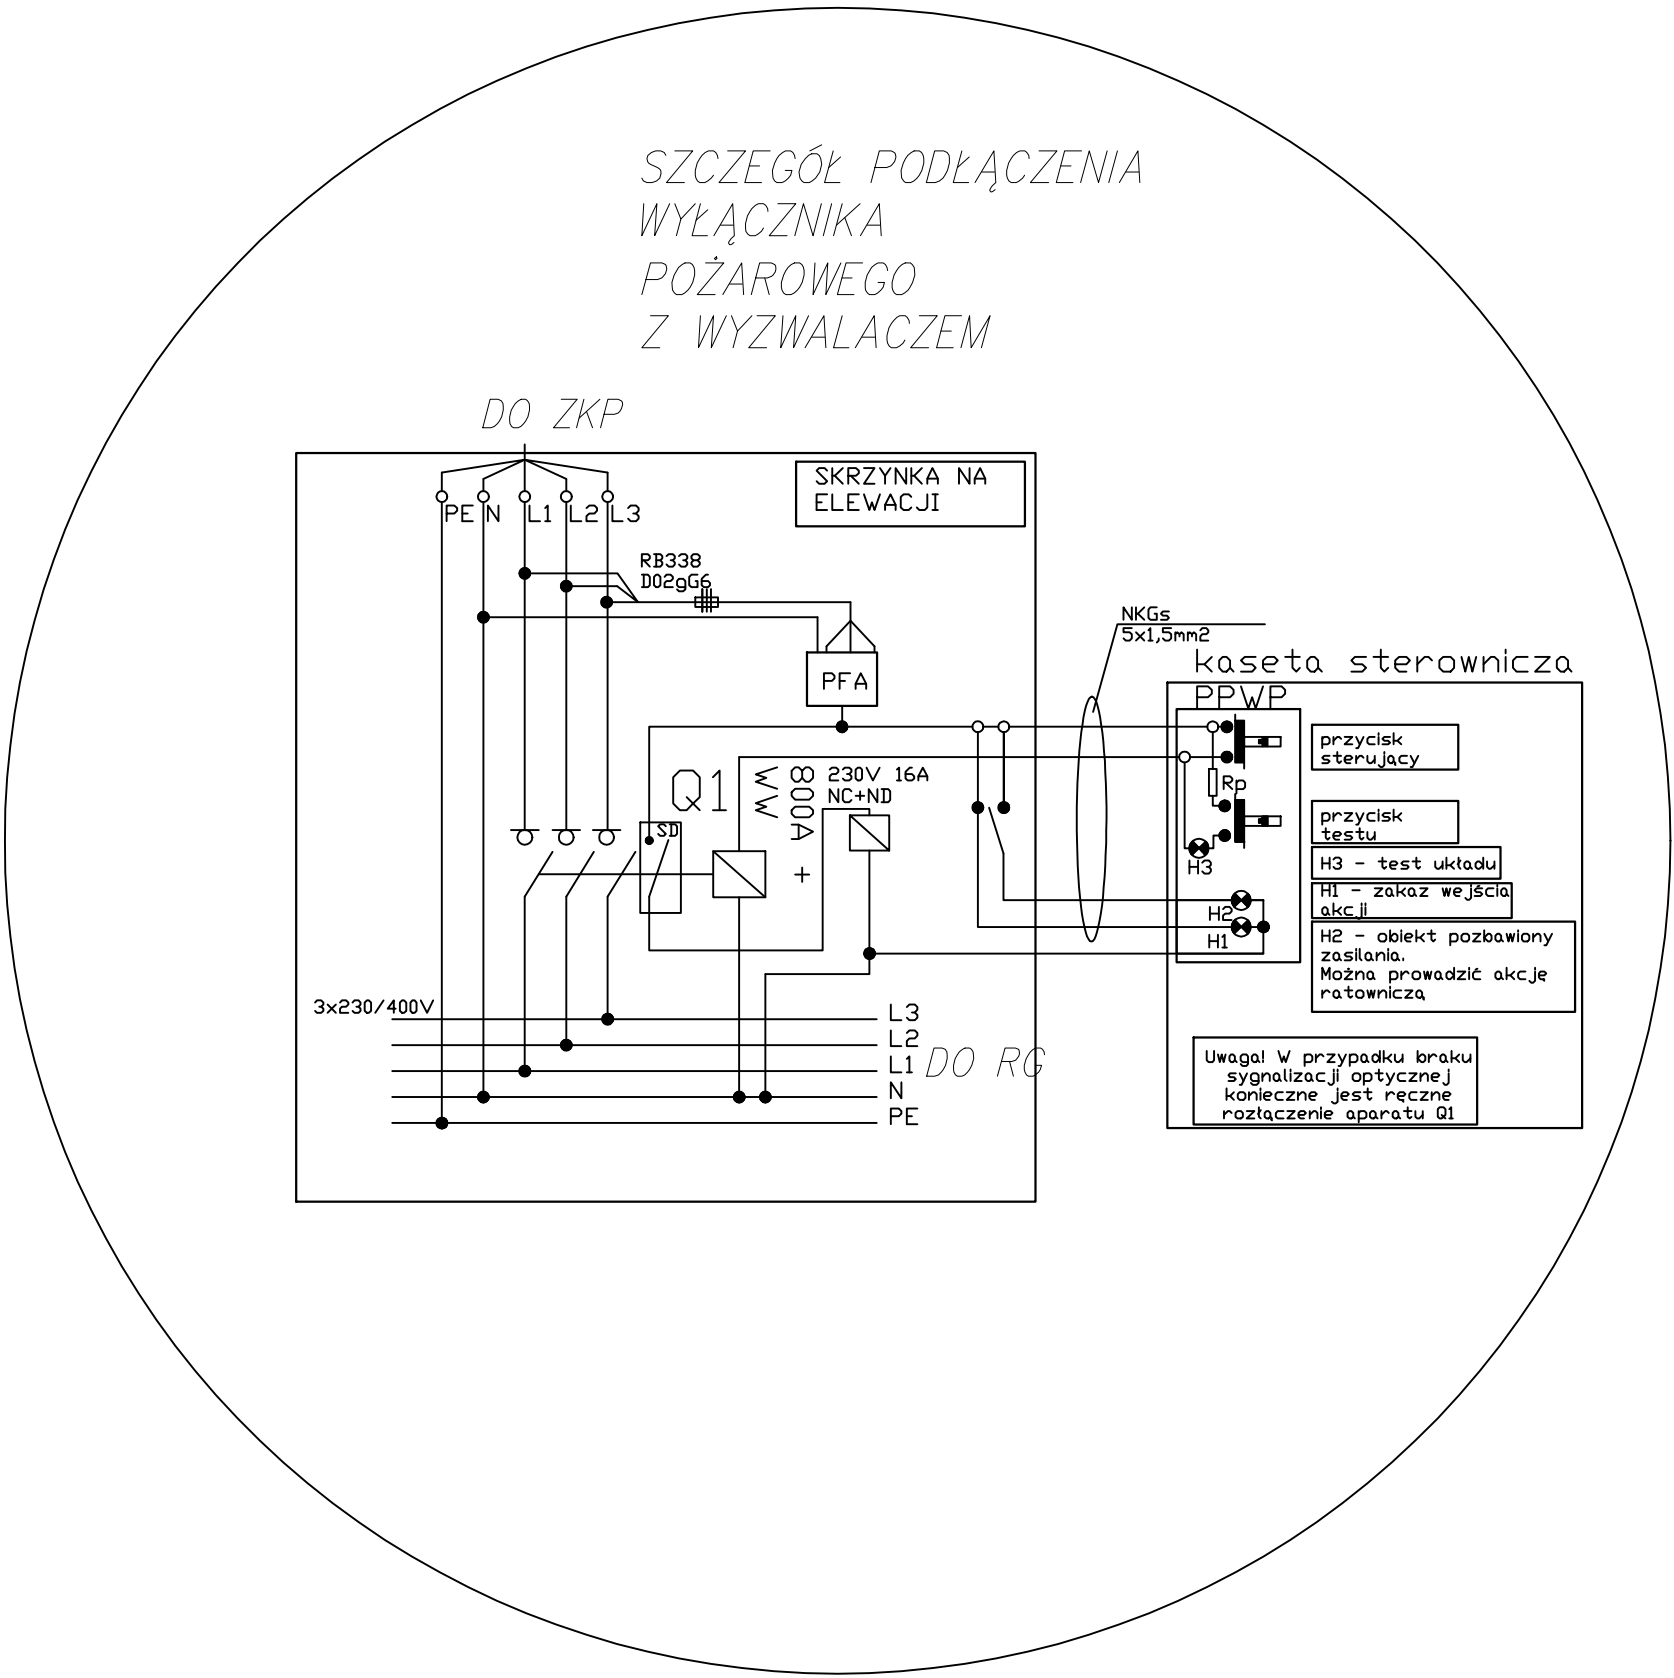 SZCZEGÓŁ PODŁĄCZENIA
WYŁĄCZNIKA
POŻAROWEGO
Z WYZWALACZEM
DO ZKP
SKRZYNKA NA
ELEWACJI
PE N L1 L2 L3
RB338
D02gG6
PFA
NKGs
5x1,5mm2
kaseta sterownicza
PPWP
przycisk
sterujący
Rp
przycisk
testu
H3
H3 - test układu
H1 - zakaz wejścia
akcji
H2
H1
H2 - obiekt pozbawiony
zasilania.
Można prowadzić akcję
ratowniczą
Uwaga! W przypadku braku
sygnalizacji optycznej
konieczne jest ręczne
rozłączenie aparatu Q1
Q1
SD
WW
800A +
230V 16A
NC+NO
3x230/400V
L3
L2
L1
N
PE
DO RG